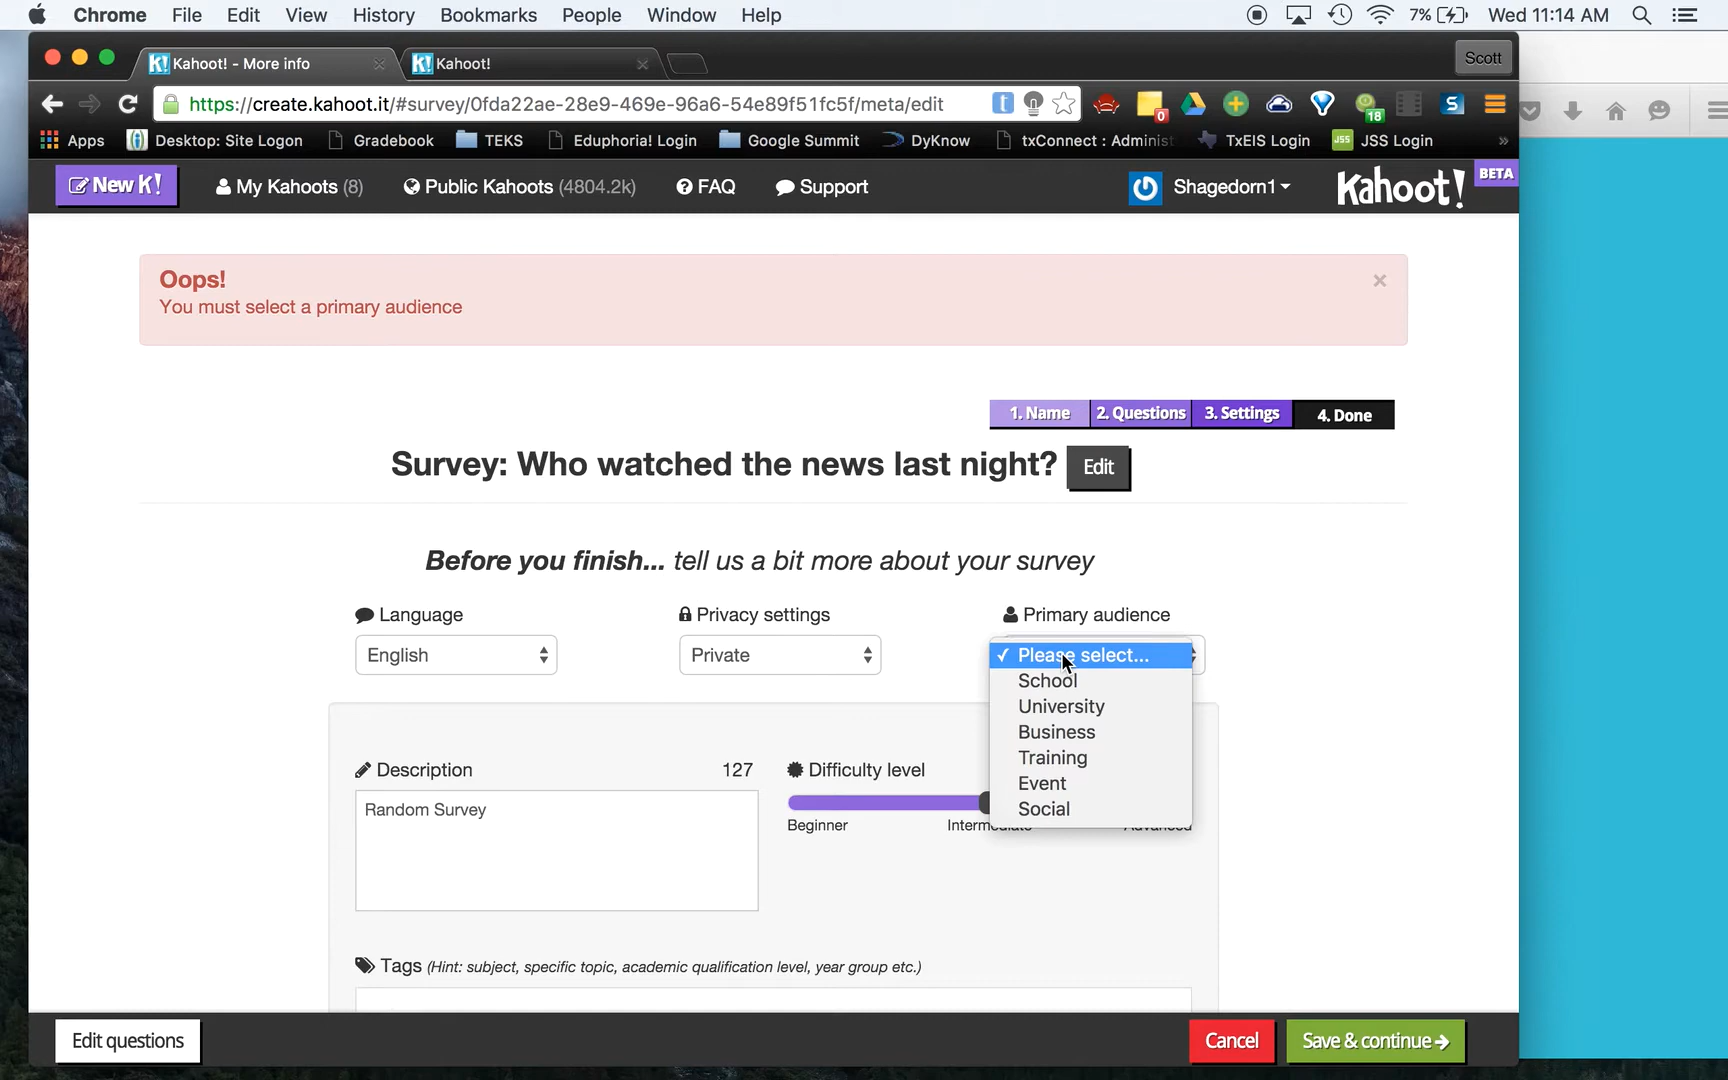 Chrome File Edit View History Bookmarks People Window Help 7% Wed 11:14 AM
K! Kahoot! - More info × K! Kahoot! × Scott
https://create.kahoot.it/#survey/0fda22ae-28e9-469e-96a6-54e89f51fc5f/meta/edit t 0 18 S
Apps Desktop: Site Logon Gradebook TEKS Eduphoria! Login Google Summit DyKnow txConnect : Adminis JSS TxEIS Login JSS Login »
New K! My Kahoots (8) Public Kahoots (4804.2k) FAQ Support Shagedorn1 Kahoot! BETA
Oops! ×
You must select a primary audience
1. Name 2. Questions 3. Settings 4. Done
Survey: Who watched the news last night? Edit
Before you finish... tell us a bit more about your survey
Language Privacy settings Primary audience
English Private ✓ Please select...
School
University
Business
Training
Event
Social
Description 127 Difficulty level
Random Survey
Beginner Intermediate Advanced
Tags (Hint: subject, specific topic, academic qualification level, year group etc.)
Edit questions Cancel Save & continue